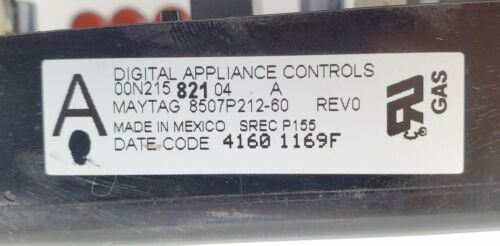 DIGITAL APPLIANCE CONTROLS
00N215 821 04 A
MAYTAG 8507P212-60 REV0
MADE IN MEXICO SREC P155
DATE CODE 4160 1169F
A
GAS